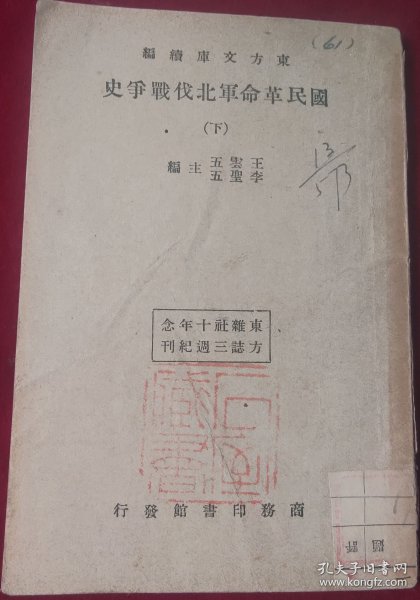 (61)
東方文庫續編
國民革命軍北伐戰爭史
(下)
王雲五
李聖五
主編
東方雜誌社三十週年紀念刊
商務印書館發行
孔夫子旧书网